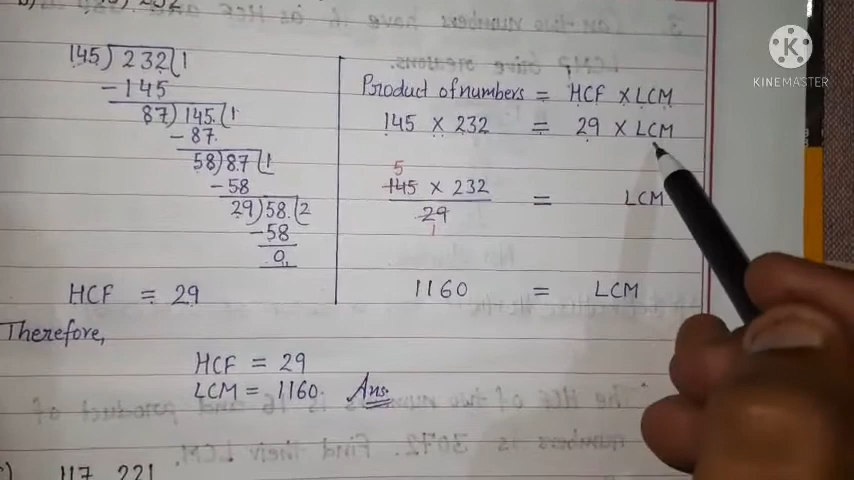 145) 232 ( 1
- 145
87) 145 ( 1
- 87
58) 87 ( 1
- 58
29) 58 ( 2
- 58
0
HCF = 29
Product of numbers = HCF × LCM
145 × 232 = 29 × LCM
5
145 × 232 = LCM
29
1
1160 = LCM
Therefore,
HCF = 29
LCM = 1160 Ans.
117, 221
K
KINEMASTER